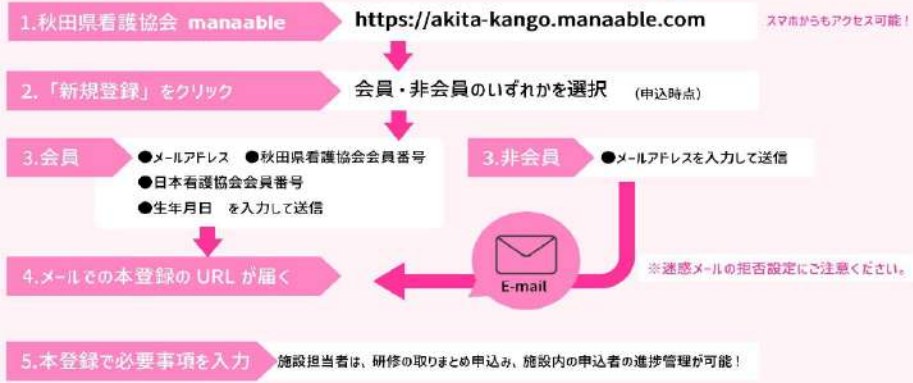 1.秋田県看護協会 manaable
https://akita-kango.manaable.com
スマホからもアクセス可能！
2.「新規登録」をクリック
会員・非会員のいずれかを選択 (申込時点)
3.会員
●メールアドレス ●秋田県看護協会会員番号
●日本看護協会会員番号
●生年月日 を入力して送信
3.非会員
●メールアドレスを入力して送信
4.メールでの本登録の URL が届く
E-mail
※迷惑メールの拒否設定にご注意ください。
5.本登録で必要事項を入力
施設担当者は、研修の取りまとめ申込み、施設内の申込者の進捗管理が可能！